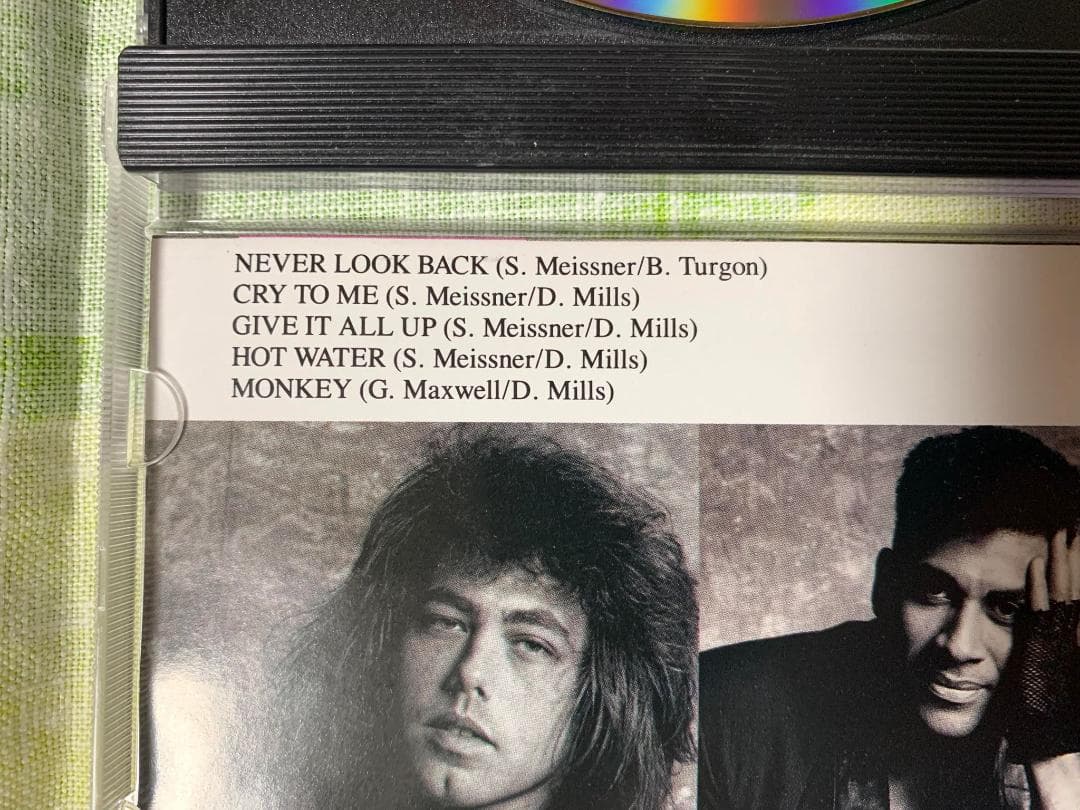 NEVER LOOK BACK (S. Meissner/B. Turgon)
CRY TO ME (S. Meissner/D. Mills)
GIVE IT ALL UP (S. Meissner/D. Mills)
HOT WATER (S. Meissner/D. Mills)
MONKEY (G. Maxwell/D. Mills)